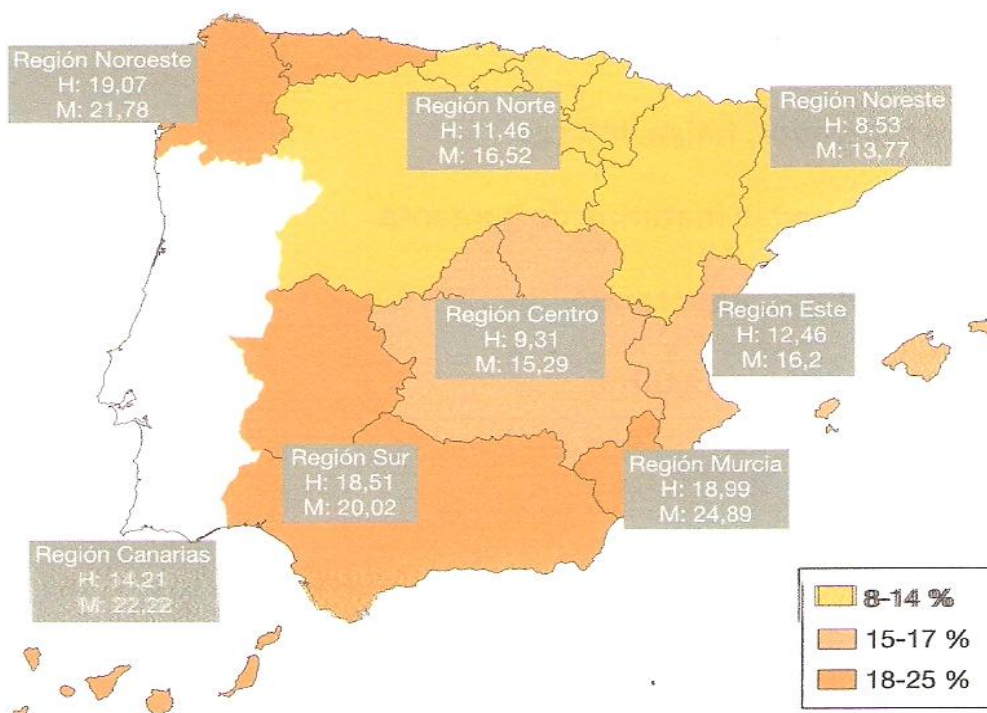 Región Noroeste
H: 19,07
M: 21,78
Región Norte
H: 11,46
M: 16,52
Región Noreste
H: 8,53
M: 13,77
Región Centro
H: 9,31
M: 15,29
Región Este
H: 12,46
M: 16,2
Región Sur
H: 18,51
M: 20,02
Región Murcia
H: 18,99
M: 24,89
Región Canarias
H: 14,21
M: 22,22
8-14 %
15-17 %
18-25 %